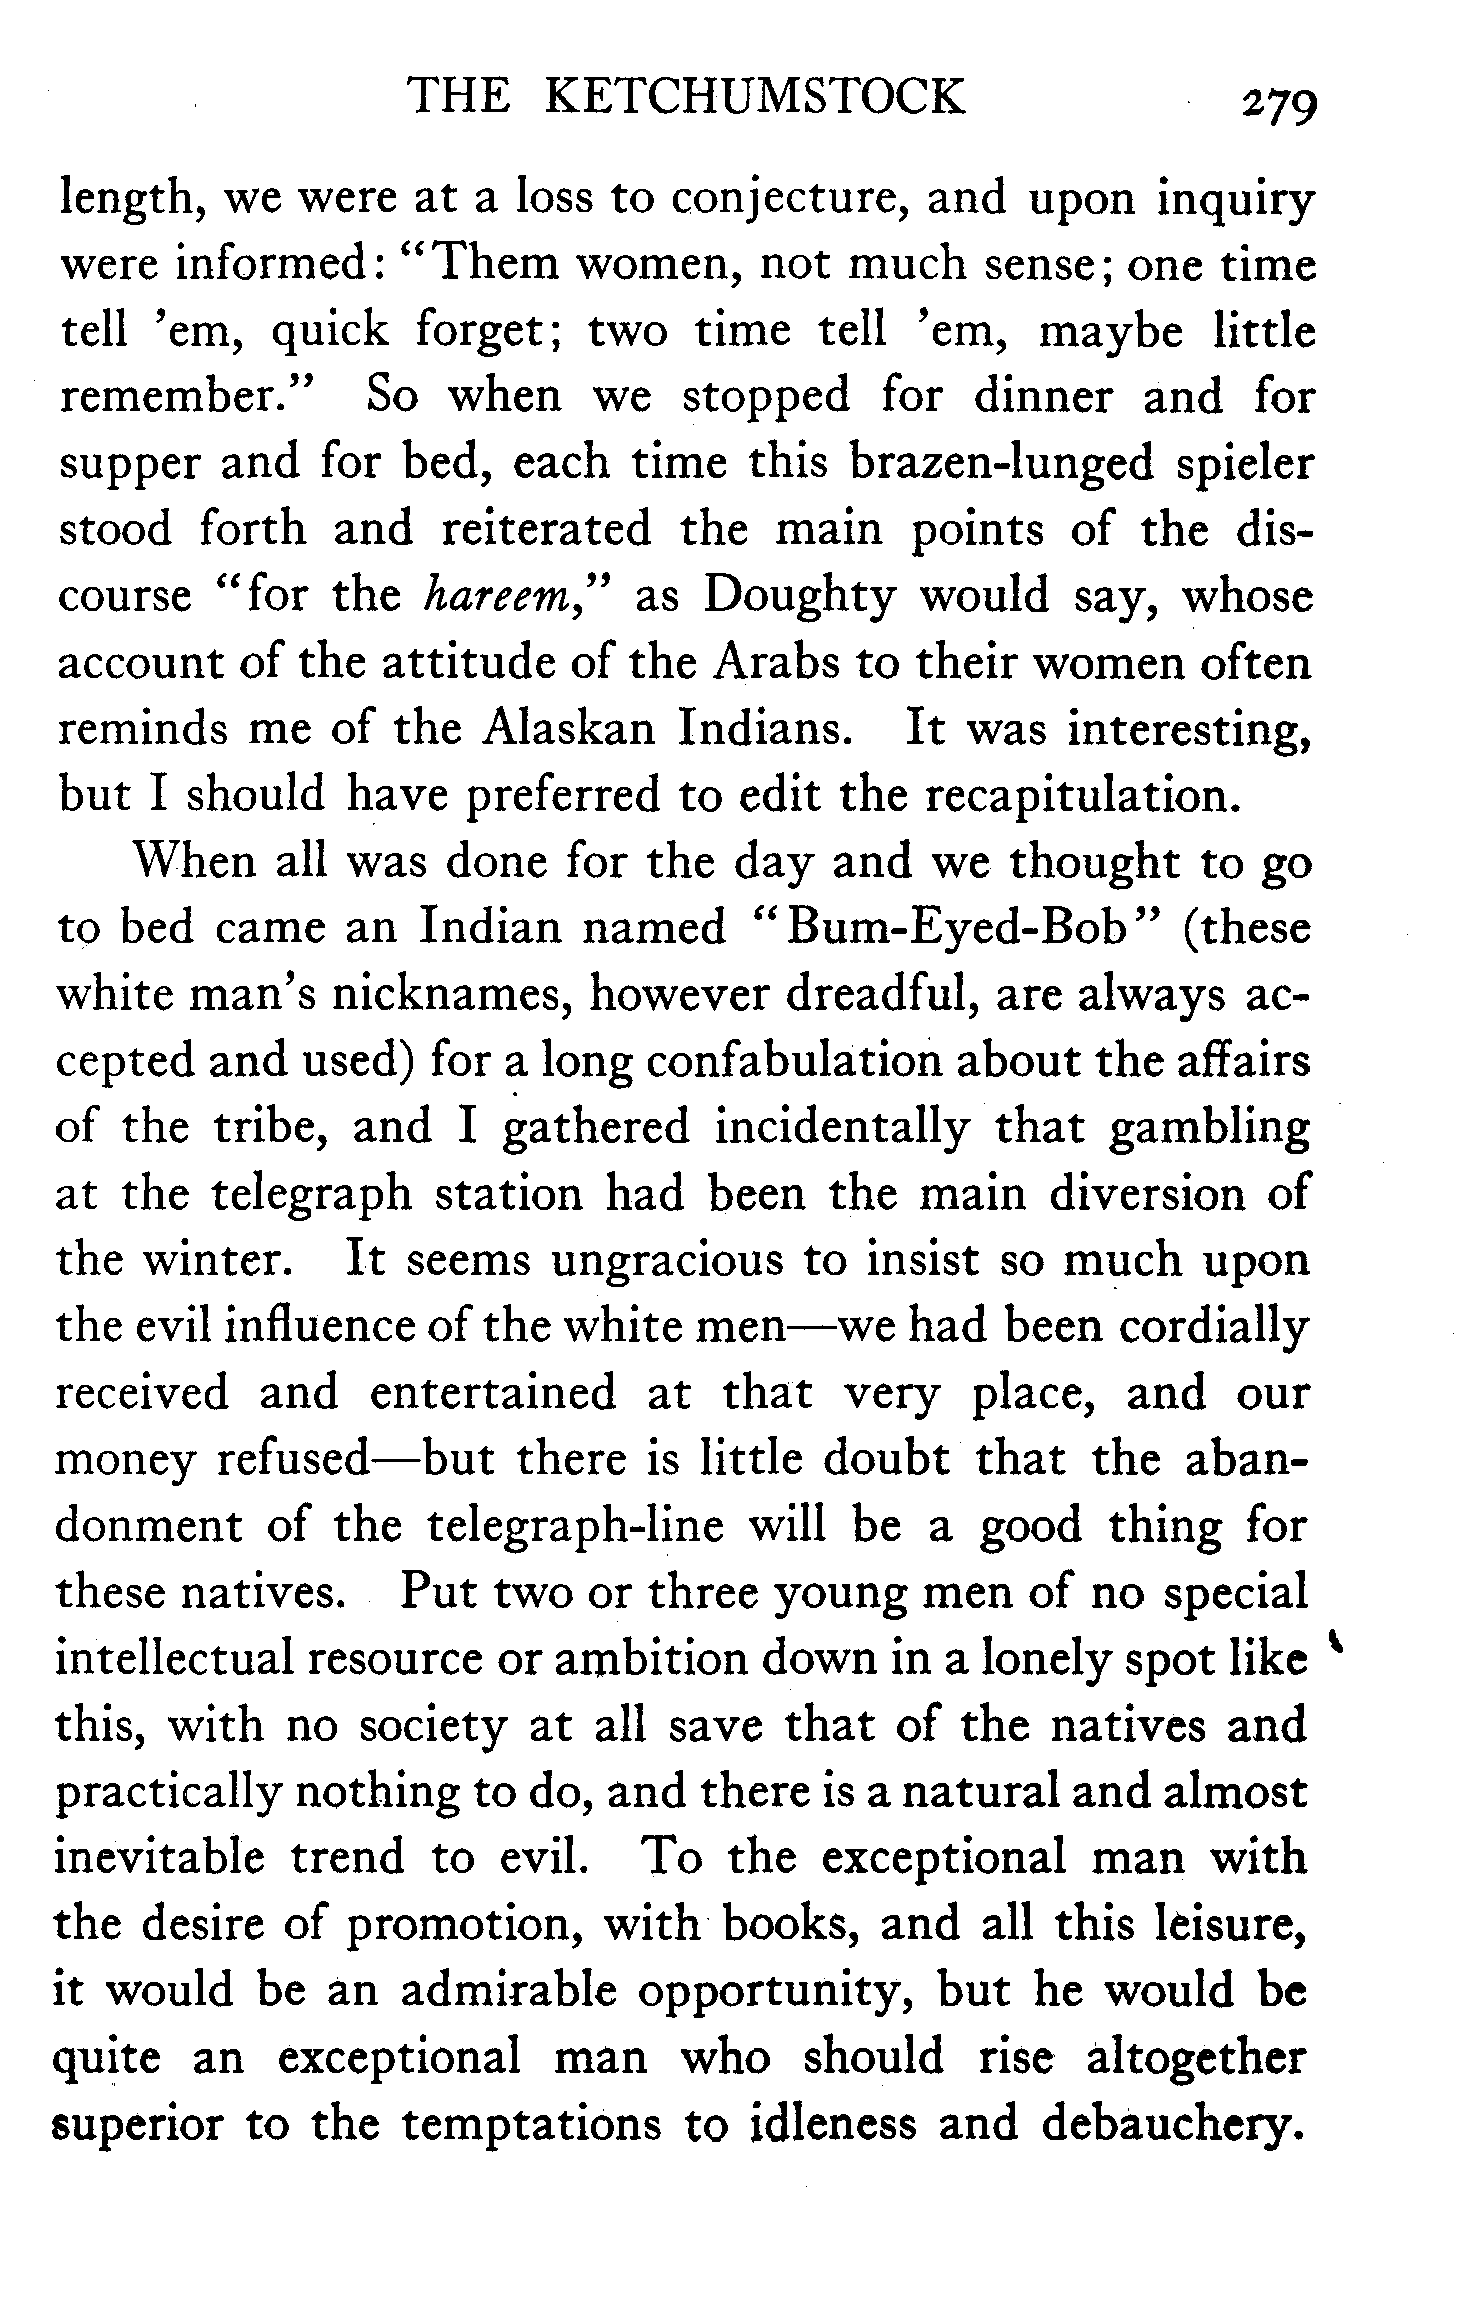 THE KETCHUMSTOCK 279
length, we were at a loss to conjecture, and upon inquiry
were informed: "Them women, not much sense; one time
tell 'em, quick forget; two time tell 'em, maybe little
remember." So when we stopped for dinner and for
supper and for bed, each time this brazen-lunged spieler
stood forth and reiterated the main points of the dis-
course "for the hareem," as Doughty would say, whose
account of the attitude of the Arabs to their women often
reminds me of the Alaskan Indians. It was interesting,
but I should have preferred to edit the recapitulation.
When all was done for the day and we thought to go
to bed came an Indian named "Bum-Eyed-Bob" (these
white man's nicknames, however dreadful, are always ac-
cepted and used) for a long confabulation about the affairs
of the tribe, and I gathered incidentally that gambling
at the telegraph station had been the main diversion of
the winter. It seems ungracious to insist so much upon
the evil influence of the white men—we had been cordially
received and entertained at that very place, and our
money refused—but there is little doubt that the aban-
donment of the telegraph-line will be a good thing for
these natives. Put two or three young men of no special
intellectual resource or ambition down in a lonely spot like
this, with no society at all save that of the natives and
practically nothing to do, and there is a natural and almost
inevitable trend to evil. To the exceptional man with
the desire of promotion, with books, and all this leisure,
it would be an admirable opportunity, but he would be
quite an exceptional man who should rise altogether
superior to the temptations to idleness and debauchery.